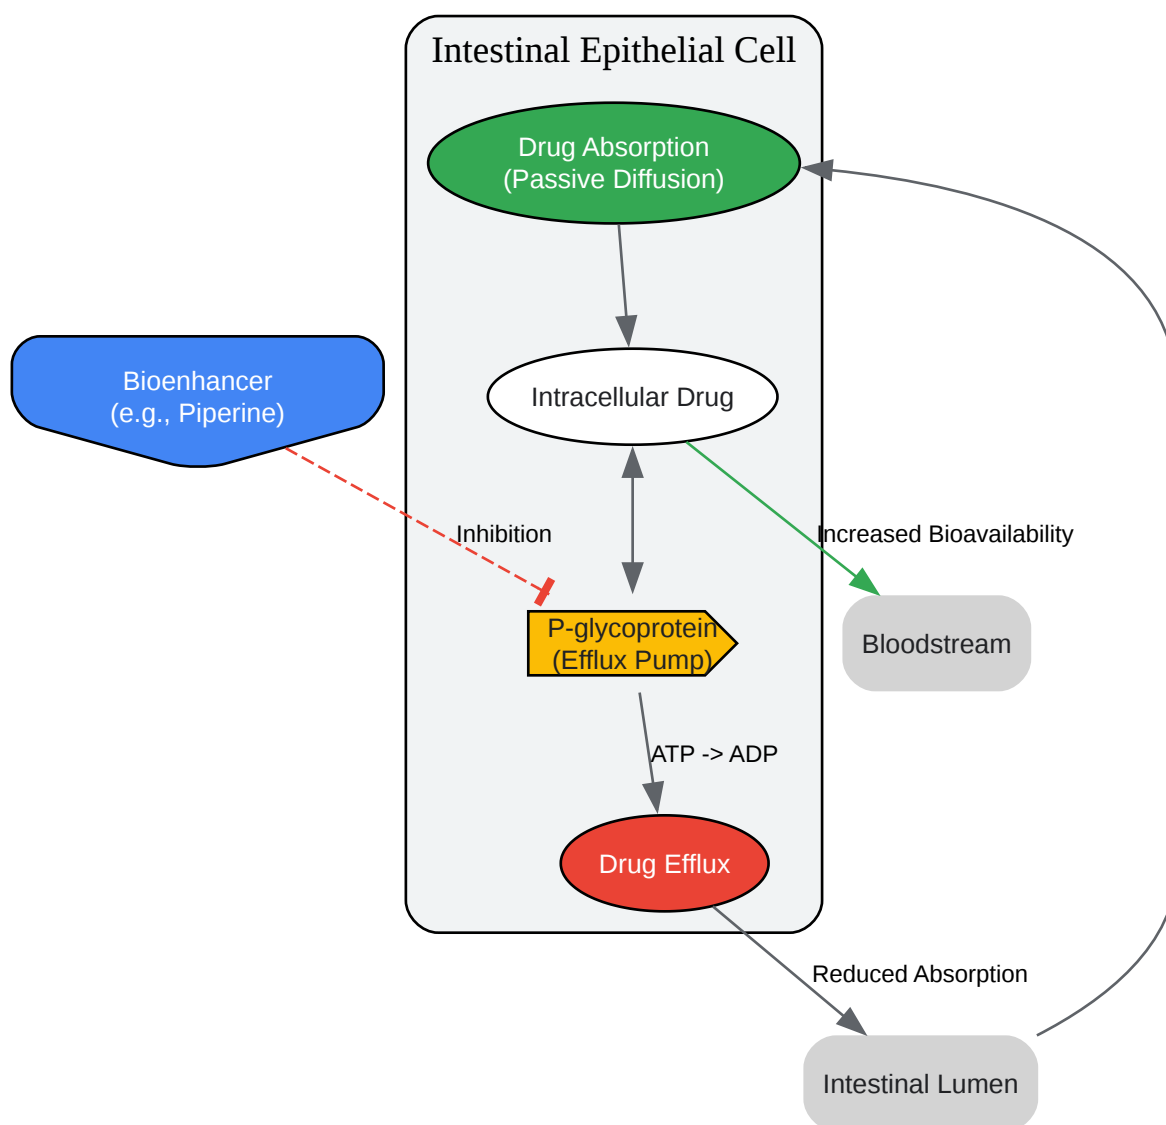 Intestinal Epithelial Cell
Drug Absorption
(Passive Diffusion)
Bioenhancer
(e.g., Piperine)
Intracellular Drug
Inhibition
Increased Bioavailability
P-glycoprotein
(Efflux Pump)
Bloodstream
ATP -> ADP
Drug Efflux
Reduced Absorption
Intestinal Lumen